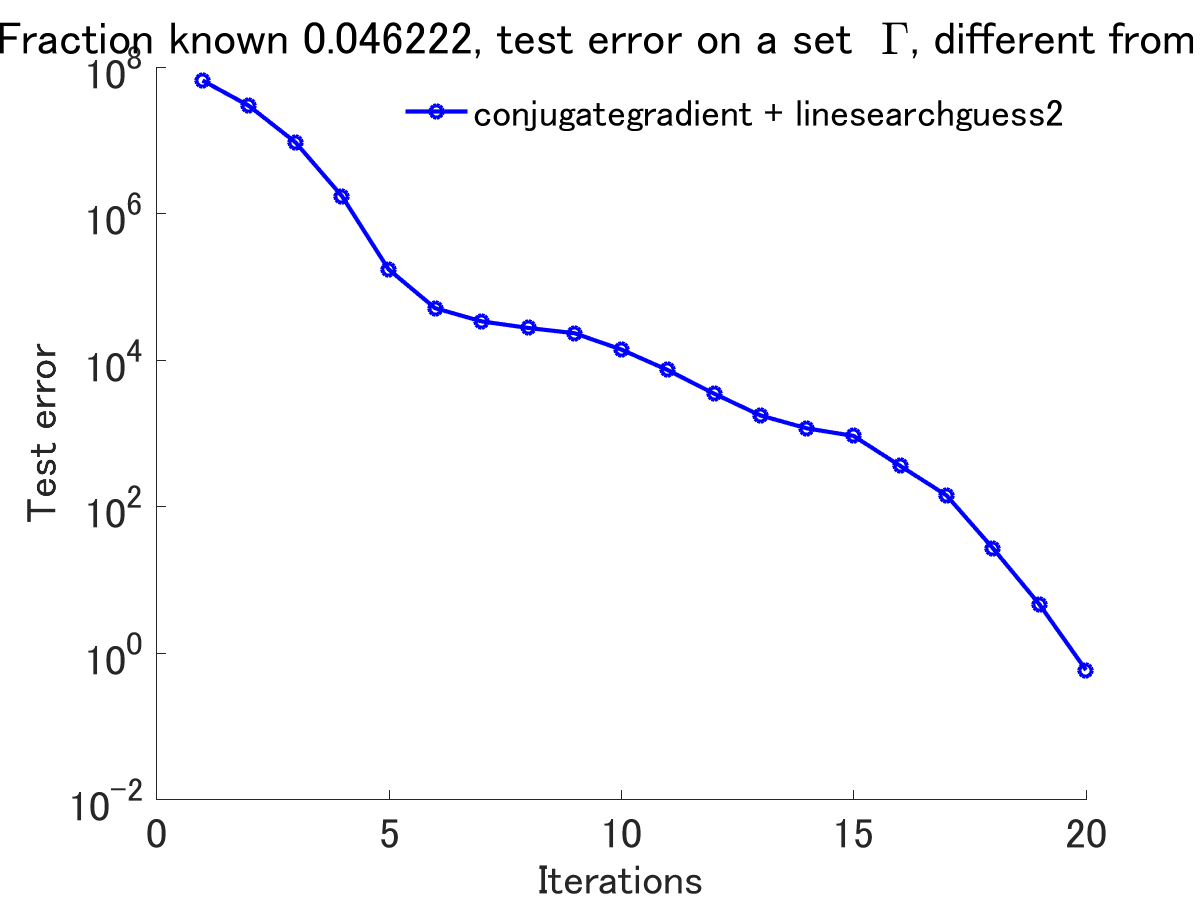 Fraction known 0.046222, test error on a set Γ, different from
10^8
conjugategradient + linesearchguess2
10^6
10^4
10^2
10^0
10^-2
Test error
0 5 10 15 20
Iterations